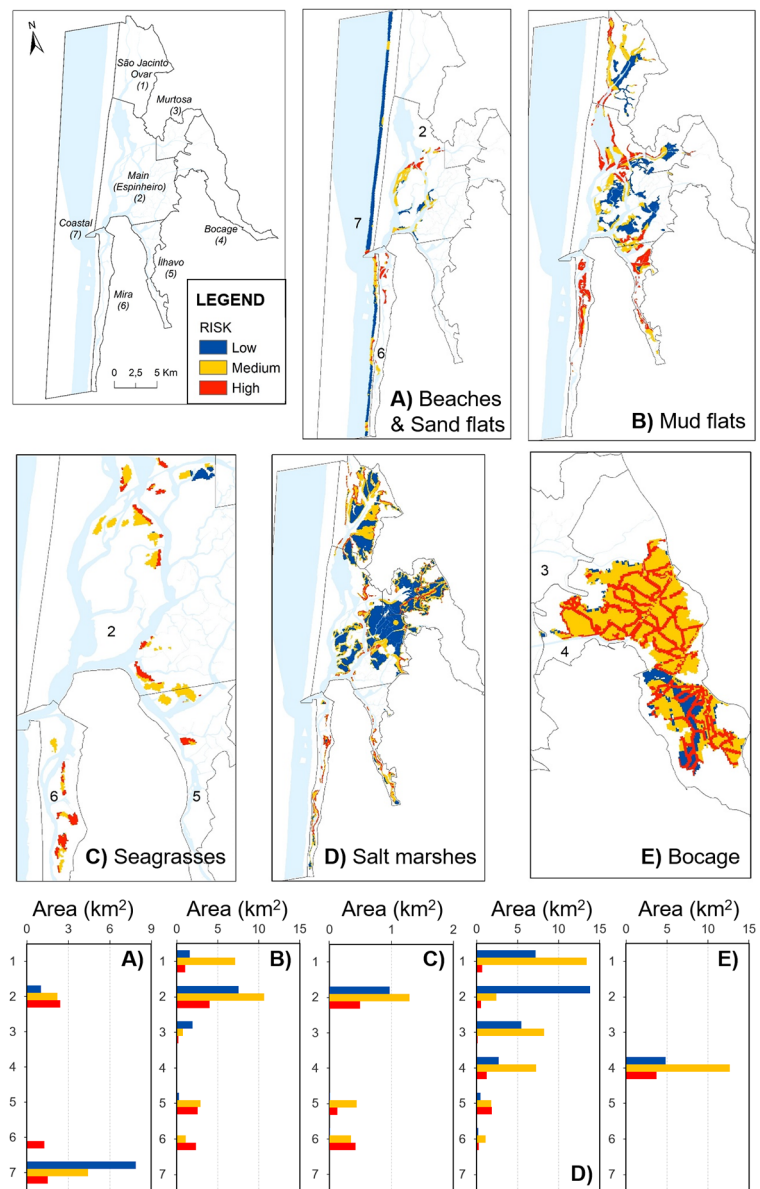 N
São Jacinto
Ovar
(1)
Murtosa
(3)
Main
(Espinheiro)
(2)
Coastal
(7)
Bocage
(4)
Ílhavo
(5)
Mira
(6)
LEGEND
RISK
Low
Medium
High
0 2,5 5 Km
2
7
6
A) Beaches
& Sand flats
B) Mud flats
2
6
5
C) Seagrasses
D) Salt marshes
3
4
E) Bocage
Area (km2)
0 3 6 9
A)
1
2
3
4
5
6
7
Area (km2)
0 5 10 15
B)
1
2
3
4
5
6
7
Area (km2)
0 1 2
C)
1
2
3
4
5
6
7
Area (km2)
0 5 10 15
1
2
3
4
5
6
7
D)
Area (km2)
0 5 10 15
E)
1
2
3
4
5
6
7